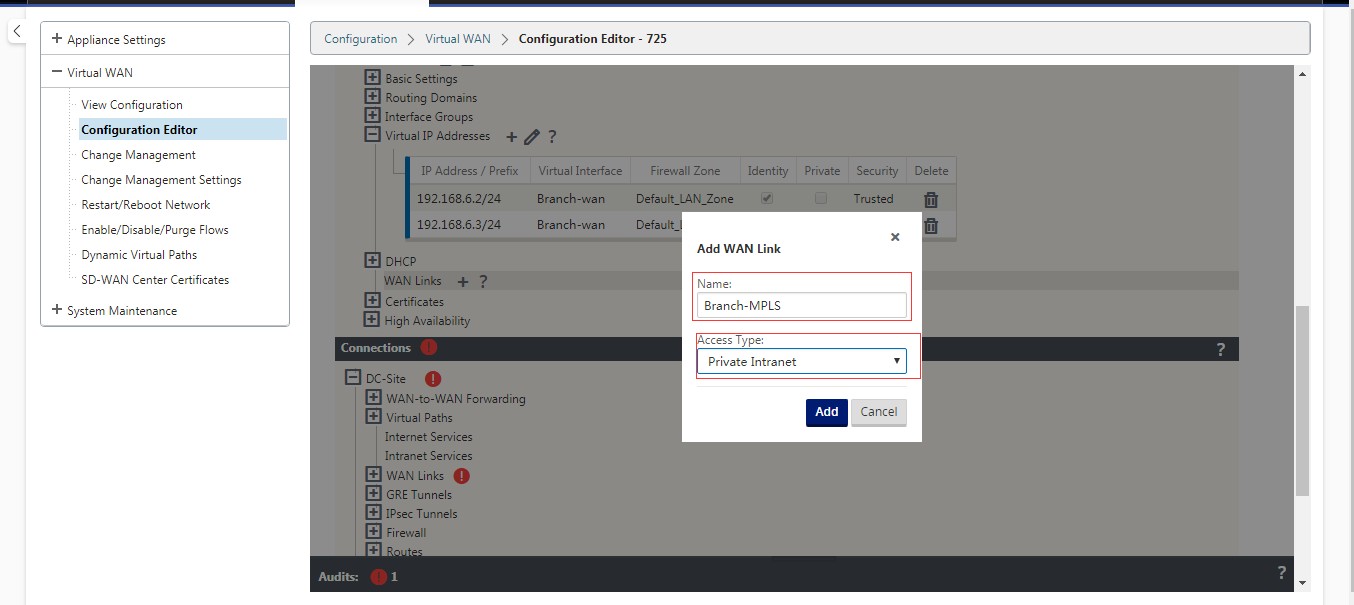 Appliance Settings
Virtual WAN
View Configuration
Configuration Editor
Change Management
Change Management Settings
Restart/Reboot Network
Enable/Disable/Purge Flows
Dynamic Virtual Paths
SD-WAN Center Certificates
System Maintenance
Configuration > Virtual WAN > Configuration Editor - 725
Basic Settings
Routing Domains
Interface Groups
Virtual IP Addresses + ?
IP Address / Prefix Virtual Interface Firewall Zone Identity Private Security Delete
192.168.6.2/24 Branch-wan Default_LAN_Zone Trusted
192.168.6.3/24 Branch-wan
DHCP
WAN Links + ?
Certificates
High Availability
Connections ! ?
DC-Site !
WAN-to-WAN Forwarding
Virtual Paths
Internet Services
Intranet Services
WAN Links !
GRE Tunnels
IPsec Tunnels
Firewall
Routes
Audits: ! 1 ?
×
Add WAN Link
Name:
Branch-MPLS
Access Type:
Private Intranet
Add Cancel